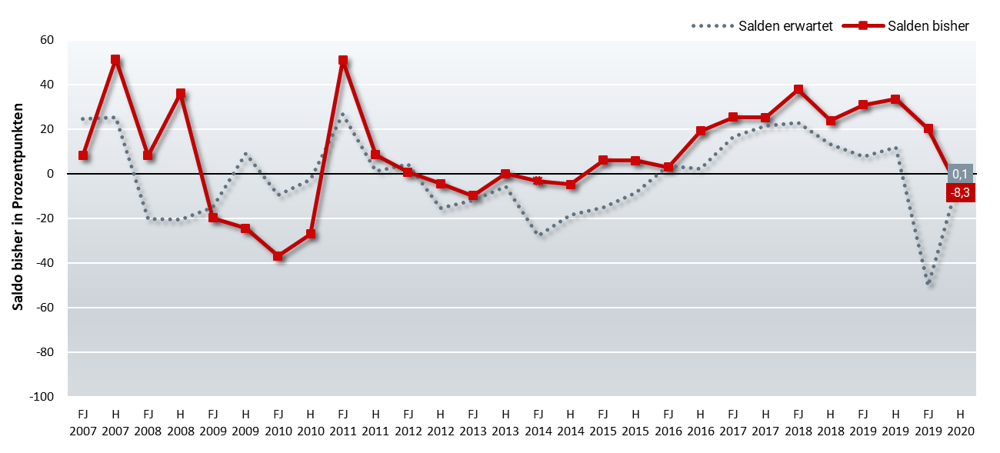 Salden erwartet Salden bisher
Saldo bisher in Prozentpunkten
60
40
20
0
-20
-40
-60
-80
-100
0,1
-8,3
FJ H FJ H FJ H FJ H FJ H FJ H FJ H FJ H FJ H FJ H FJ H FJ H FJ H FJ H
2007 2007 2008 2008 2009 2009 2010 2010 2011 2011 2012 2012 2013 2013 2014 2014 2015 2015 2016 2016 2017 2017 2018 2018 2019 2019 2019 2020